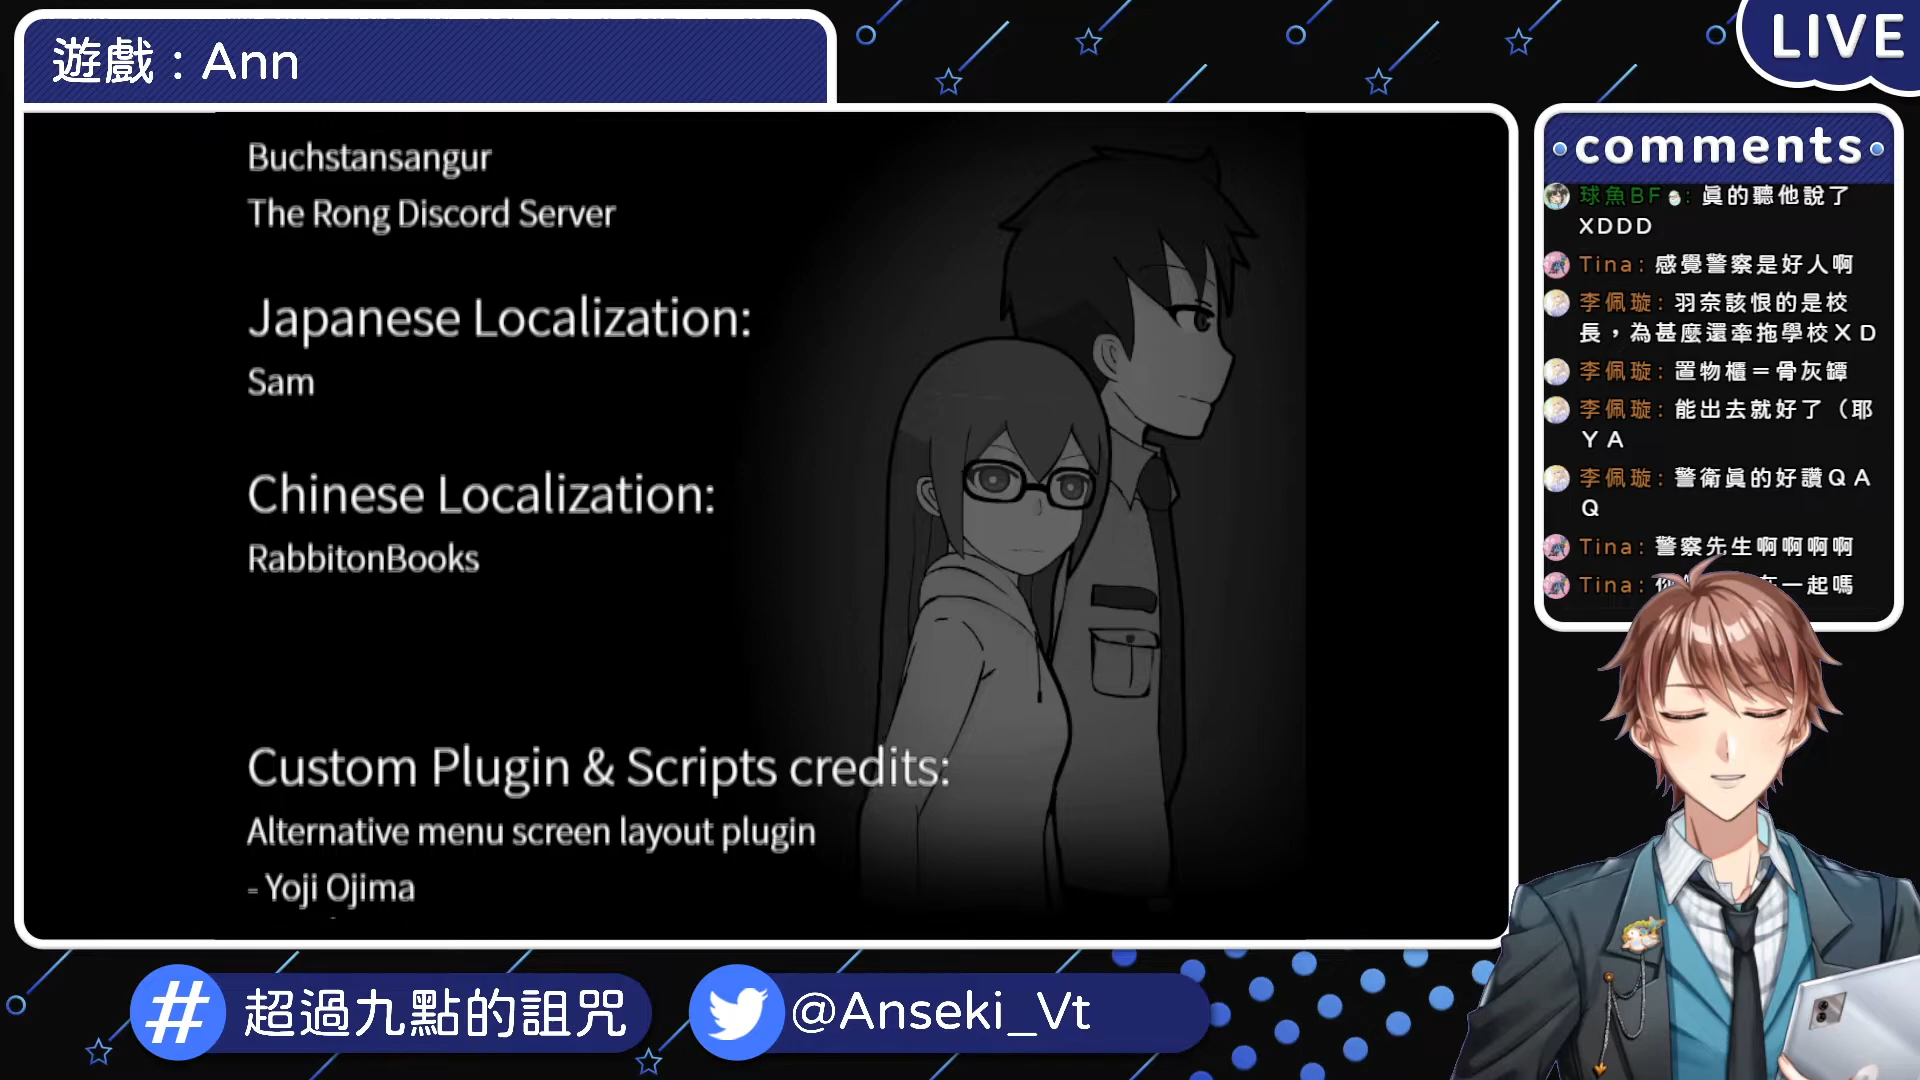 遊戲：Ann
LIVE
Buchstansangur
The Rong Discord Server
Japanese Localization:
Sam
Chinese Localization:
RabbitonBooks
Custom Plugin & Scripts credits:
Alternative menu screen layout plugin
- Yoji Ojima
comments
球魚BF: 真的聽他說了
XDDD
Tina: 感覺警察是好人啊
李佩璇: 羽奈該恨的是校
長，為甚麼還牽拖學校ＸＤ
李佩璇: 置物櫃＝骨灰罈
李佩璇: 能出去就好了（耶
ＹＡ
李佩璇: 警衛真的好讚ＱＡ
Ｑ
Tina: 警察先生啊啊啊啊
Tina: 一起嗎
# 超過九點的詛咒
@Anseki_Vt